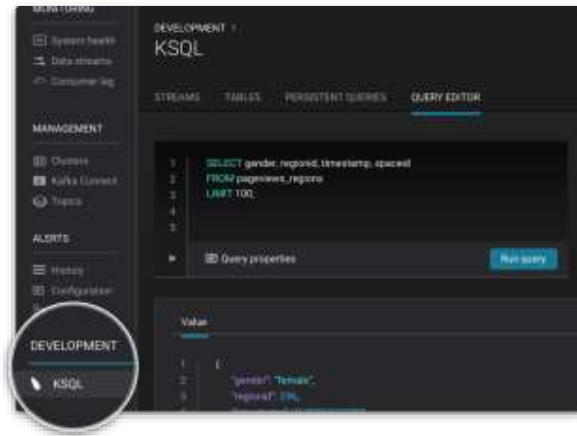 MONITORING
System health
Data streams
Consumer lag
MANAGEMENT
Clusters
Kafka Connect
Topics
ALERTS
History
Configuration
DEVELOPMENT
KSQL
DEVELOPMENT
KSQL
STREAMS TABLES PERSISTENT QUERIES QUERY EDITOR
1 SELECT gender, regionid, timestamp, spaceid
2 FROM pageviews_regions
3 LIMIT 100;
4
5
Query properties Run query
Value
1 {
2 "gender": "female",
3 "regionid":